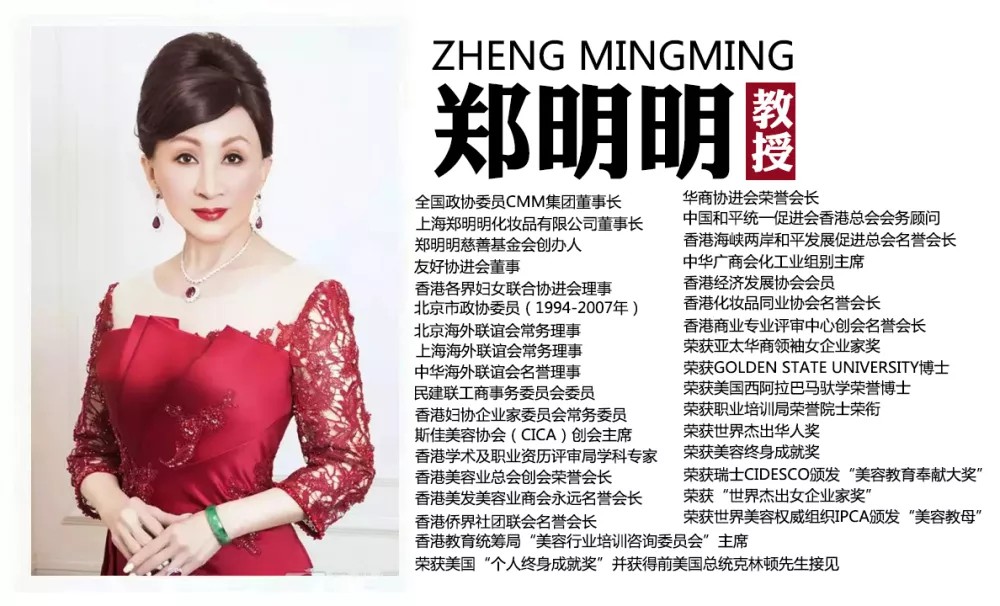 ZHENG MINGMING
郑明明
教授
全国政协委员CMM集团董事长
上海郑明明化妆品有限公司董事长
郑明明慈善基金会创办人
友好协进会董事
香港各界妇女联合协进会理事
北京市政协委员（1994-2007年）
北京海外联谊会常务理事
上海海外联谊会常务理事
中华海外联谊会名誉理事
民建联工商事务委员会委员
香港妇协企业家委员会常务委员
斯佳美容协会（CICA）创会主席
香港学术及职业资历评审局学科专家
香港美容业总会创会荣誉会长
香港美发美容业商会永远名誉会长
香港侨界社团联会名誉会长
香港教育统筹局“美容行业培训咨询委员会”主席
荣获美国“个人终身成就奖”并获得前美国总统克林顿先生接见
华商协进会荣誉会长
中国和平统一促进会香港总会会务顾问
香港海峡两岸和平发展促进总会名誉会长
中华广商会化工业组别主席
香港经济发展协会会员
香港化妆品同业协会名誉会长
香港商业专业评审中心创会名誉会长
荣获亚太华商领袖女企业家奖
荣获GOLDEN STATE UNIVERSITY博士
荣获美国西阿拉巴马驮学荣誉博士
荣获职业培训局荣誉院士荣衔
荣获世界杰出华人奖
荣获美容终身成就奖
荣获瑞士CIDESCO颁发“美容教育奉献大奖”
荣获“世界杰出女企业家奖”
荣获世界美容权威组织IPCA颁发“美容教母”